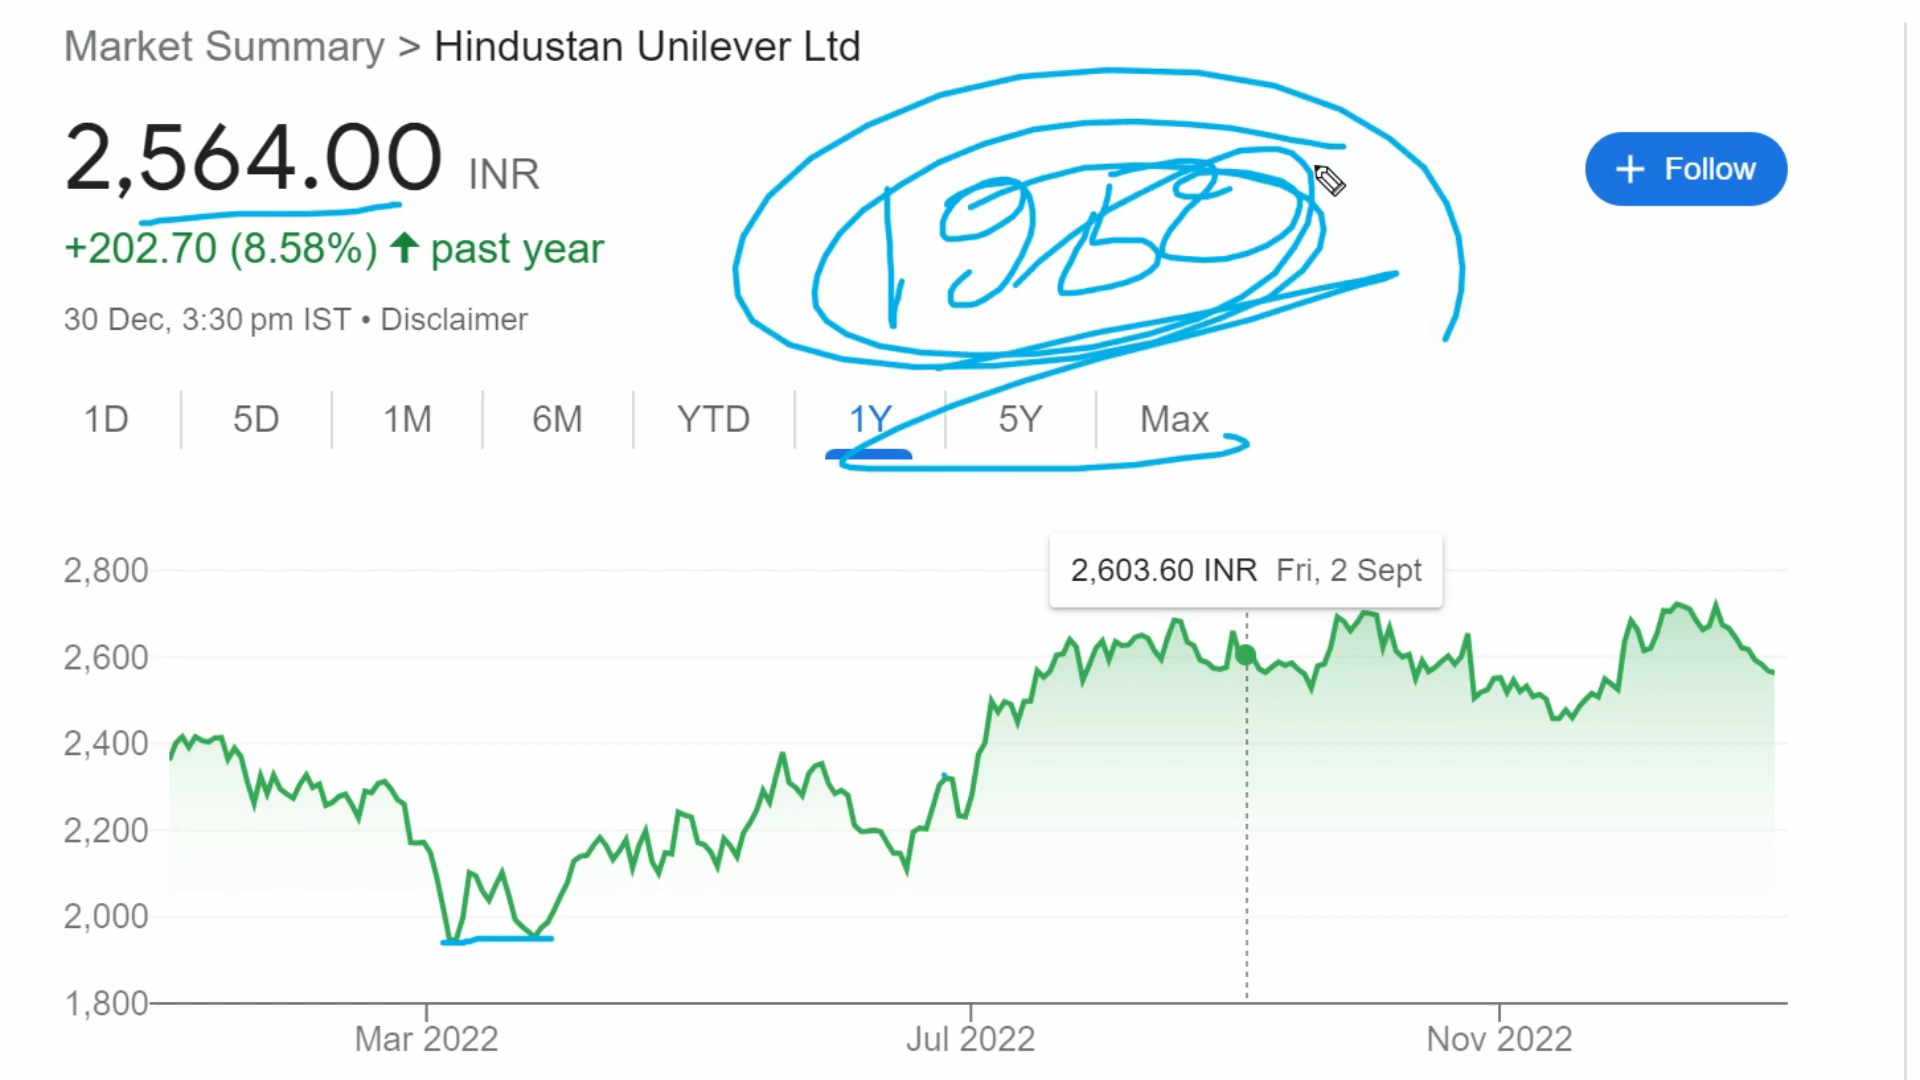 Market Summary > Hindustan Unilever Ltd
2,564.00 INR
+ Follow
+202.70 (8.58%) ↑ past year
30 Dec, 3:30 pm IST • Disclaimer
1950
1D 5D 1M 6M YTD 1Y 5Y Max
2,603.60 INR Fri, 2 Sept
2,800
2,600
2,400
2,200
2,000
1,800
Mar 2022 Jul 2022 Nov 2022